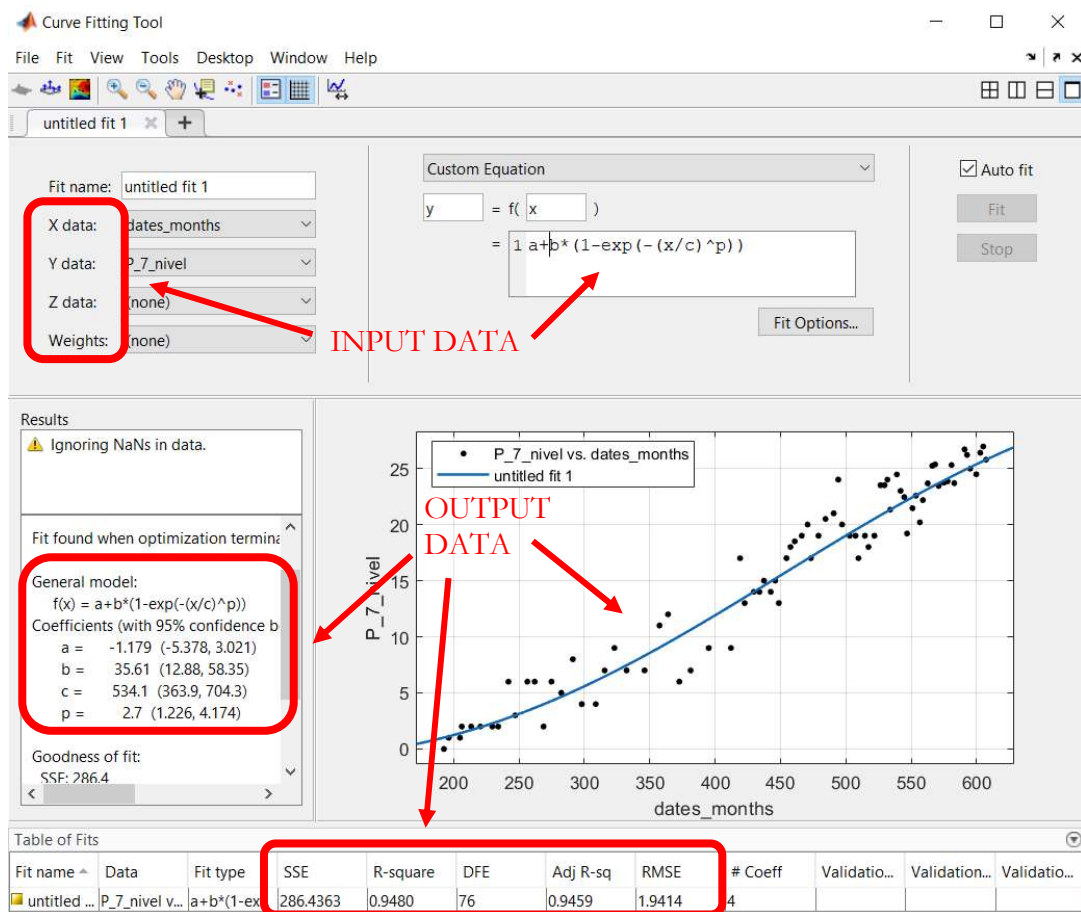 Curve Fitting Tool
File Fit View Tools Desktop Window Help
untitled fit 1
Fit name: untitled fit 1
X data: dates_months
Y data: P_7_nivel
Z data: (none)
Weights: (none)
INPUT DATA
Custom Equation
y = f( x )
= 1 a+b*(1-exp(-(x/c)^p))
Fit Options...
Auto fit
Fit
Stop
Results
Ignoring NaNs in data.
Fit found when optimization termina
General model:
f(x) = a+b*(1-exp(-(x/c)^p))
Coefficients (with 95% confidence b
a = -1.179 (-5.378, 3.021)
b = 35.61 (12.88, 58.35)
c = 534.1 (363.9, 704.3)
p = 2.7 (1.226, 4.174)
Goodness of fit:
SSE: 286.4
OUTPUT
DATA
P_7_nivel vs. dates_months
untitled fit 1
P_7_nivel
25
20
15
10
5
0
200 250 300 350 400 450 500 550 600
dates_months
Table of Fits
Fit name Data Fit type SSE R-square DFE Adj R-sq RMSE # Coeff Validatio... Validation... Validatio...
untitled ... P_7_nivel v... a+b*(1-ex 286.4363 0.9480 76 0.9459 1.9414 4